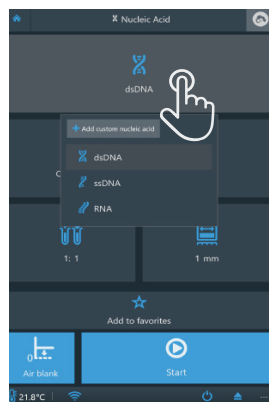 Nucleic Acid
dsDNA
+ Add custom nucleic acid
dsDNA
C
ssDNA
RNA
1: 1
1 mm
Add to favorites
0
Air blank
Start
21.8°C